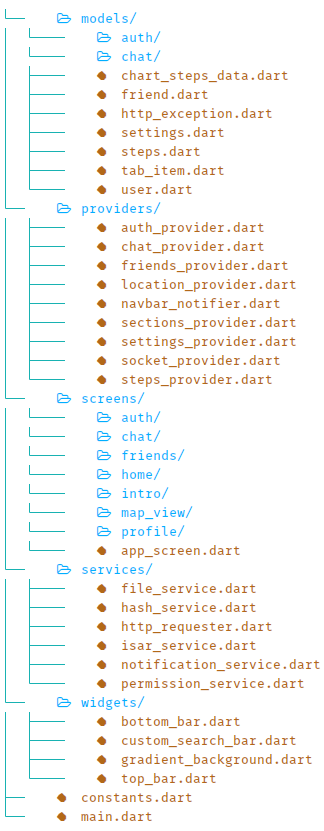 models/
auth/
chat/
chart_steps_data.dart
friend.dart
http_exception.dart
settings.dart
steps.dart
tab_item.dart
user.dart
providers/
auth_provider.dart
chat_provider.dart
friends_provider.dart
location_provider.dart
navbar_notifier.dart
sections_provider.dart
settings_provider.dart
socket_provider.dart
steps_provider.dart
screens/
auth/
chat/
friends/
home/
intro/
map_view/
profile/
app_screen.dart
services/
file_service.dart
hash_service.dart
http_requester.dart
isar_service.dart
notification_service.dart
permission_service.dart
widgets/
bottom_bar.dart
custom_search_bar.dart
gradient_background.dart
top_bar.dart
constants.dart
main.dart